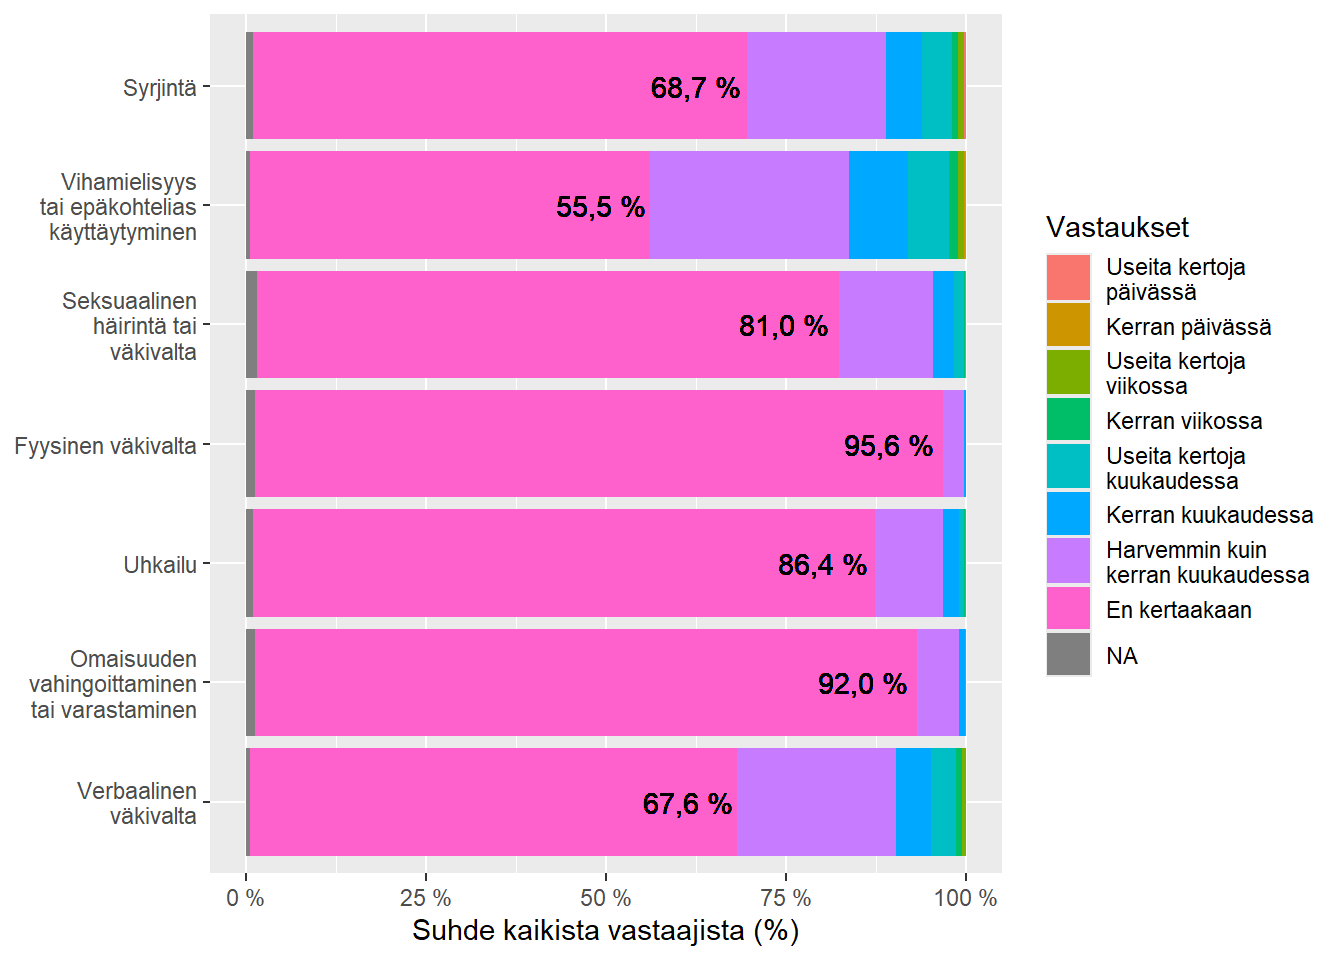 Syrjintä
68,7 %
Vihamielisyys
tai epäkohtelias
käyttäytyminen
55,5 %
Seksuaalinen
häirintä tai
väkivalta
81,0 %
Fyysinen väkivalta
95,6 %
Uhkailu
86,4 %
Omaisuuden
vahingoittaminen
tai varastaminen
92,0 %
Verbaalinen
väkivalta
67,6 %
0 %
25 %
50 %
75 %
100 %
Suhde kaikista vastaajista (%)
Vastaukset
Useita kertoja
päivässä
Kerran päivässä
Useita kertoja
viikossa
Kerran viikossa
Useita kertoja
kuukaudessa
Kerran kuukaudessa
Harvemmin kuin
kerran kuukaudessa
En kertaakaan
NA